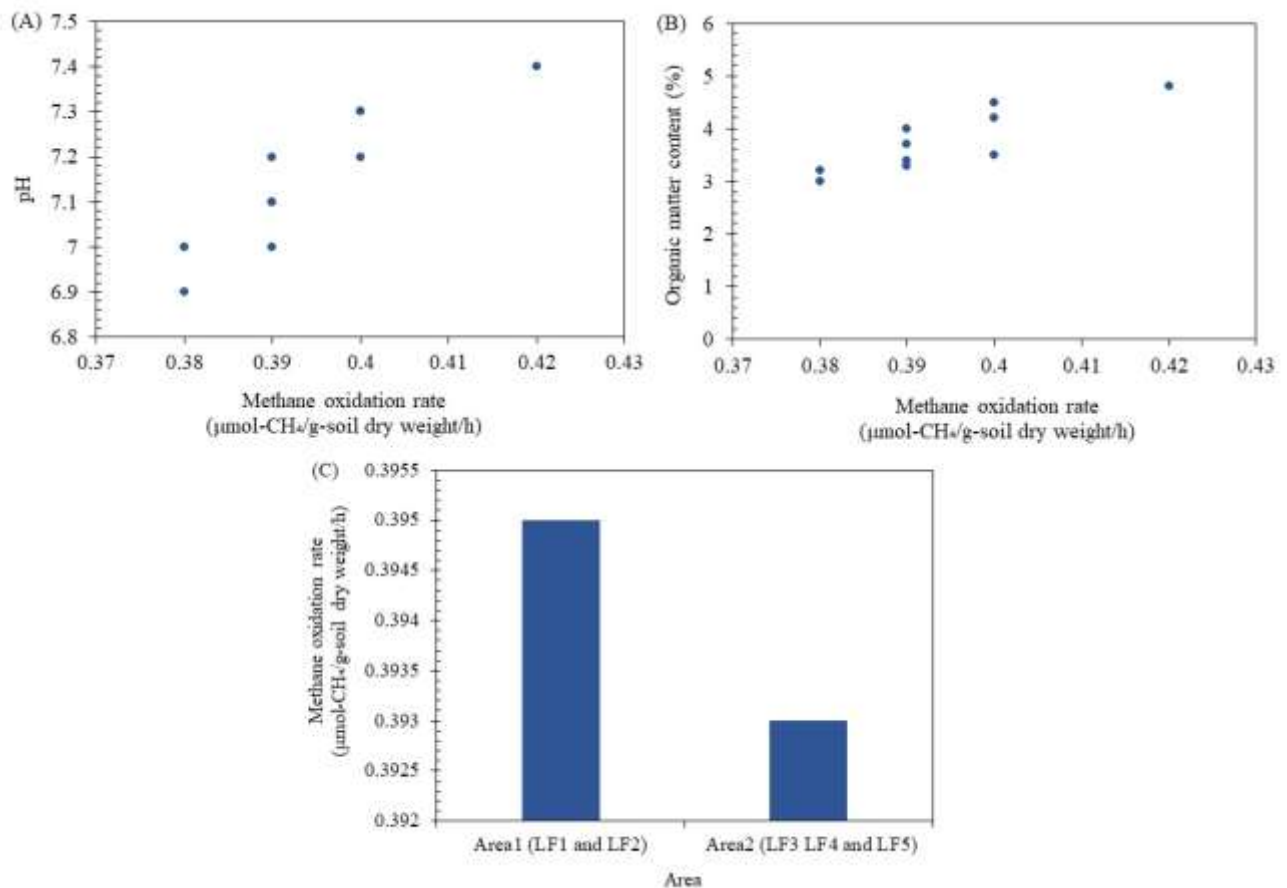 (A)
7.5
7.4
7.3
7.2
7.1
7
6.9
6.8
pH
0.37 0.38 0.39 0.4 0.41 0.42 0.43
Methane oxidation rate
(μmol-CH₄/g-soil dry weight/h)
(B)
6
5
4
3
2
1
0
Organic matter content (%)
0.37 0.38 0.39 0.4 0.41 0.42 0.43
Methane oxidation rate
(μmol-CH₄/g-soil dry weight/h)
(C)
0.3955
0.395
0.3945
0.394
0.3935
0.393
0.3925
0.392
Methane oxidation rate
(μmol-CH₄/g-soil dry weight/h)
Area1 (LF1 and LF2) Area2 (LF3 LF4 and LF5)
Area